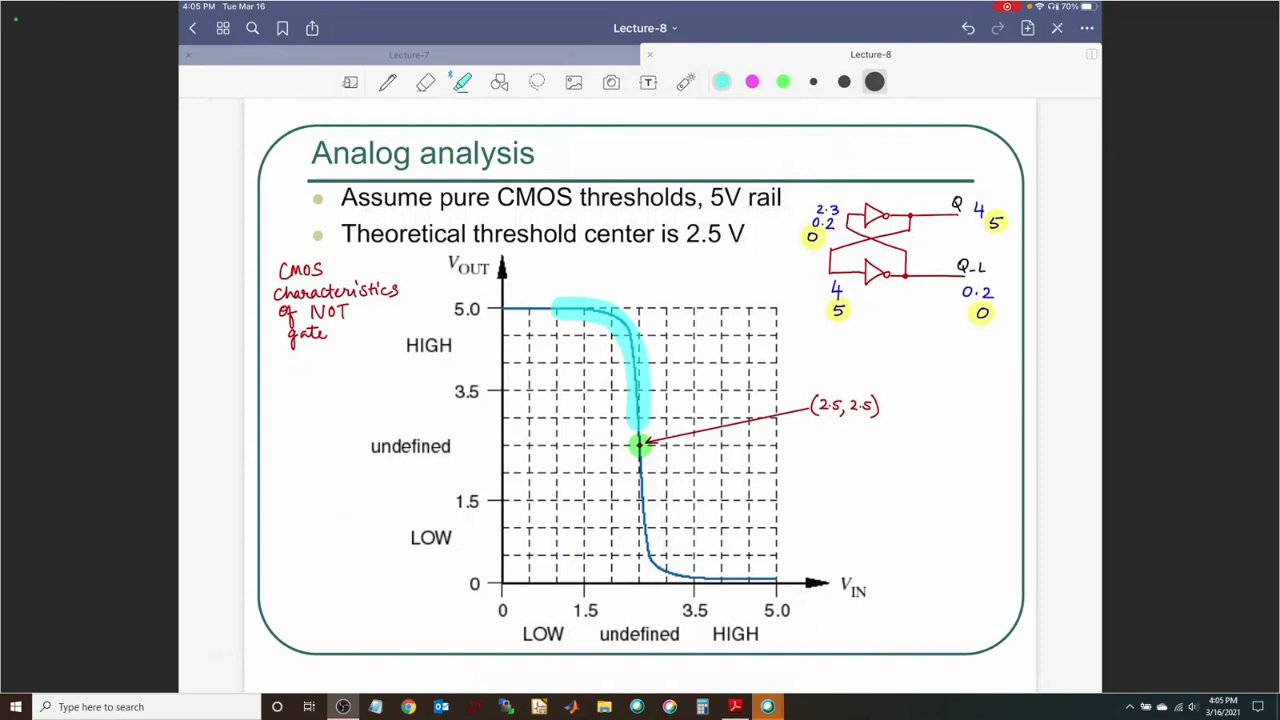 4:05 PM Tue Mar 16
70%
Lecture-8
Lecture-7
Lecture-8
T
Analog analysis
Assume pure CMOS thresholds, 5V rail
Theoretical threshold center is 2.5 V
2.3
0.2
0
Q 4
5
4
5
Q_L
0.2
0
CMOS
characteristics
of NOT
gate
VOUT
5.0
HIGH
3.5
undefined
1.5
LOW
0
(2.5, 2.5)
0 1.5 3.5 5.0
VIN
LOW undefined HIGH
Type here to search
4:05 PM
3/16/2021